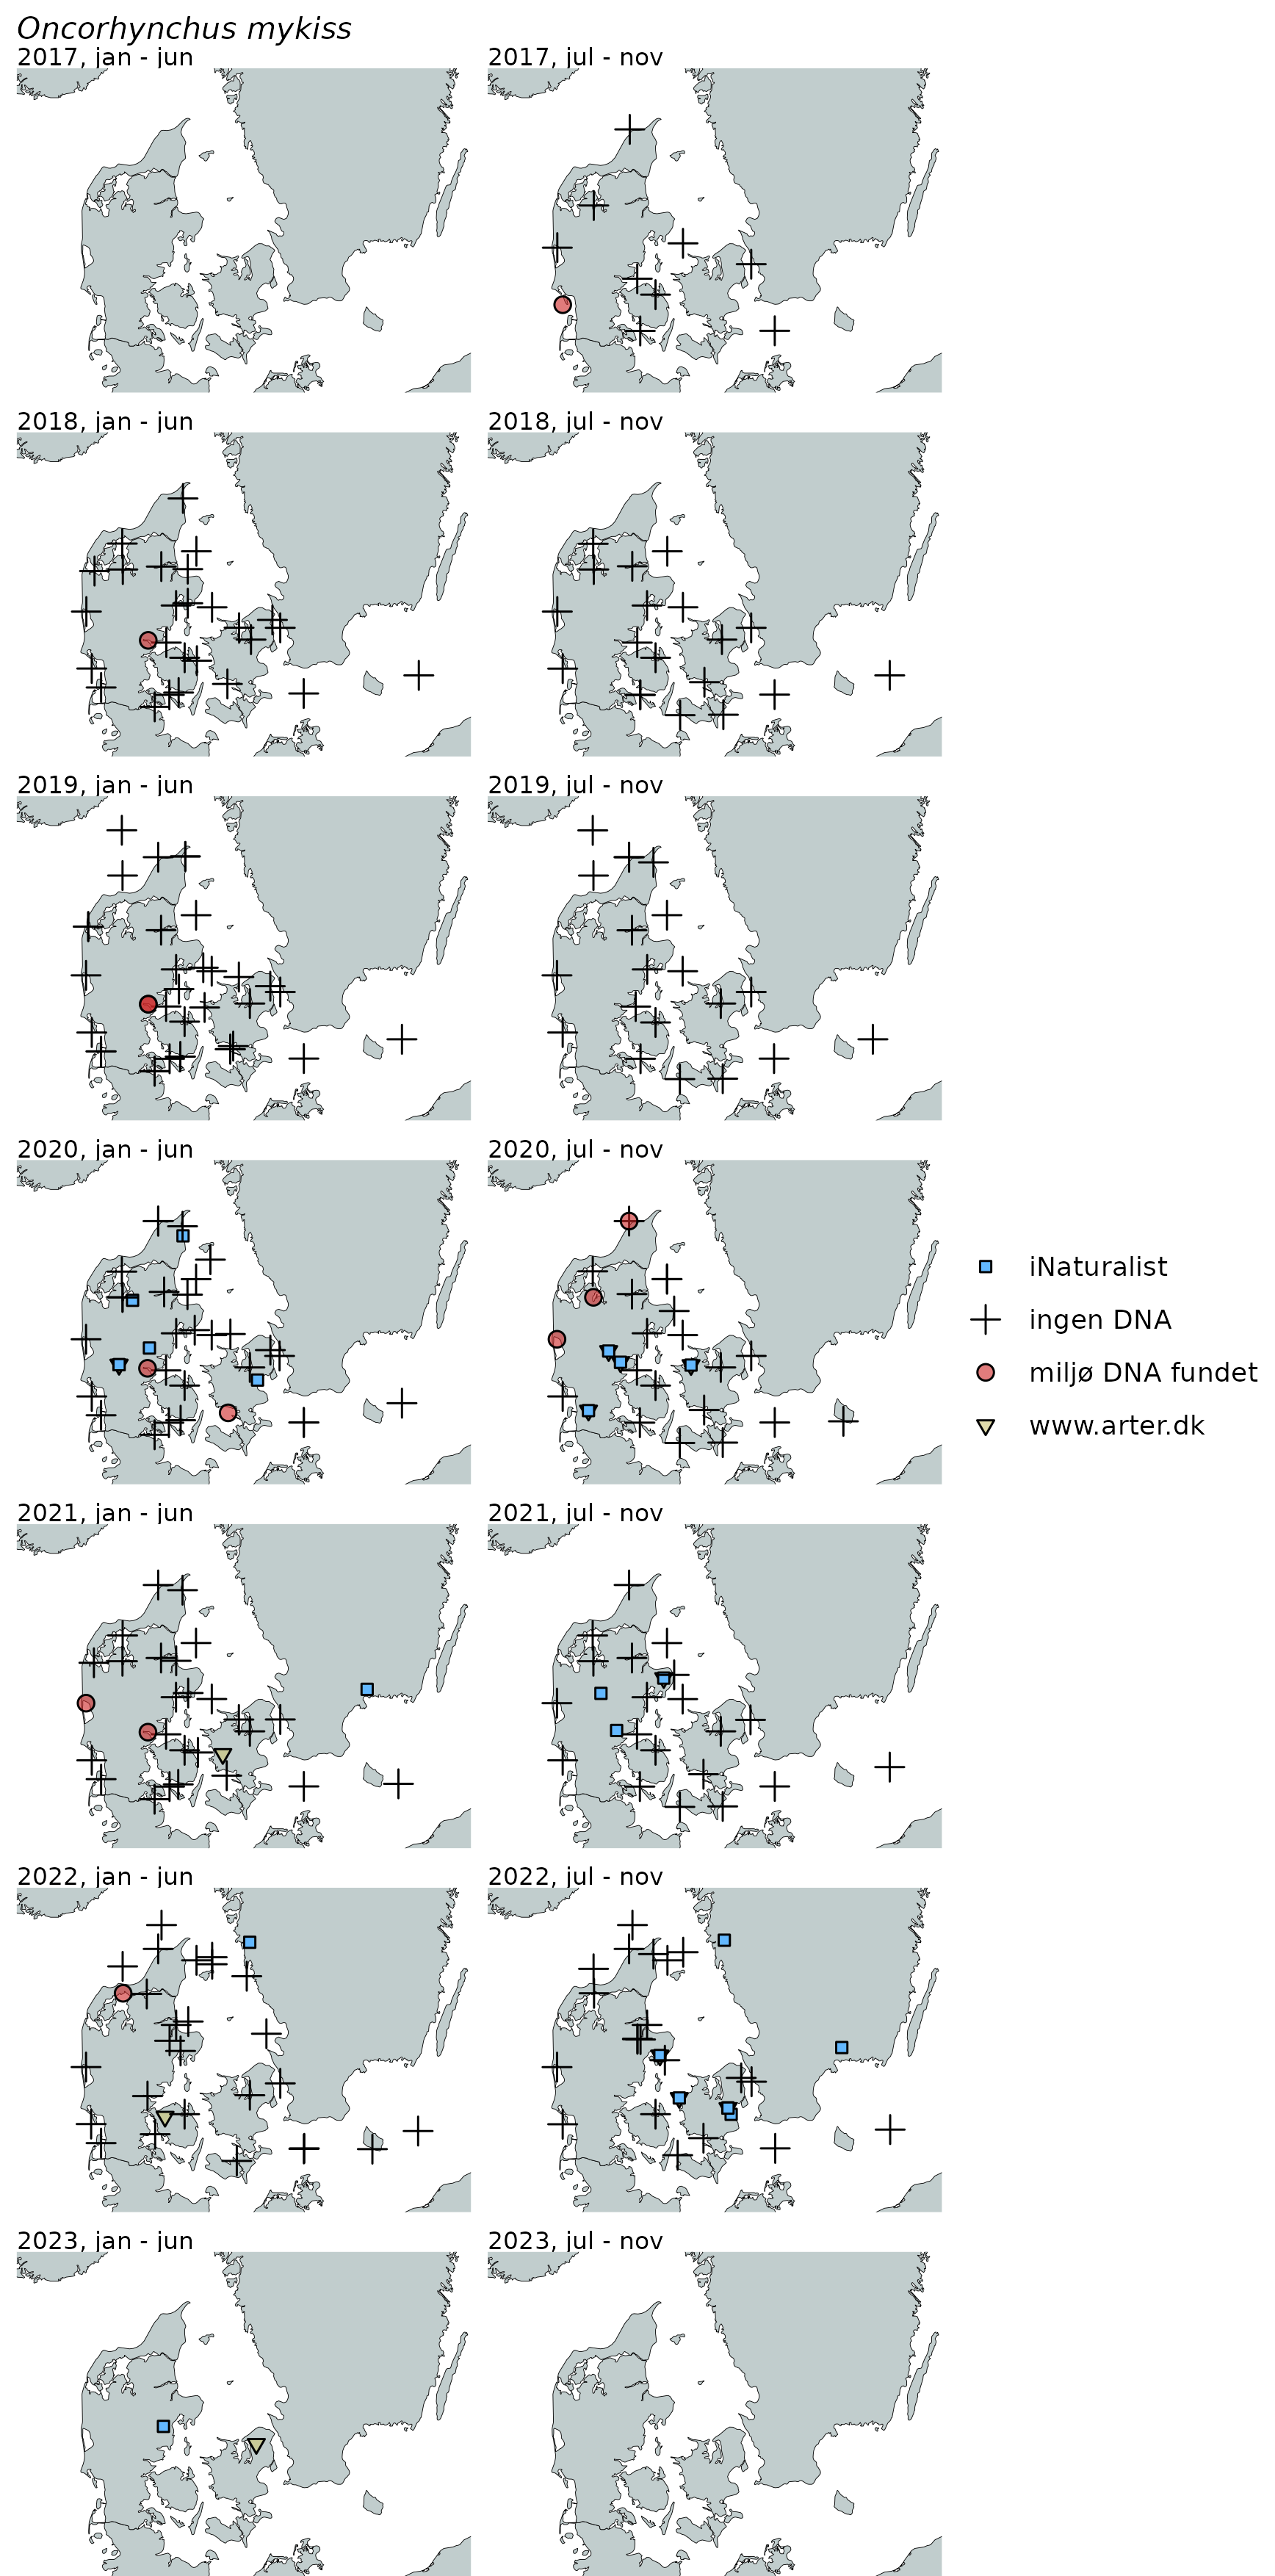 Oncorhynchus mykiss
2017, jan - jun
2017, jul - nov
2018, jan - jun
2018, jul - nov
2019, jan - jun
2019, jul - nov
2020, jan - jun
2020, jul - nov
iNaturalist
ingen DNA
miljø DNA fundet
www.arter.dk
2021, jan - jun
2021, jul - nov
2022, jan - jun
2022, jul - nov
2023, jan - jun
2023, jul - nov